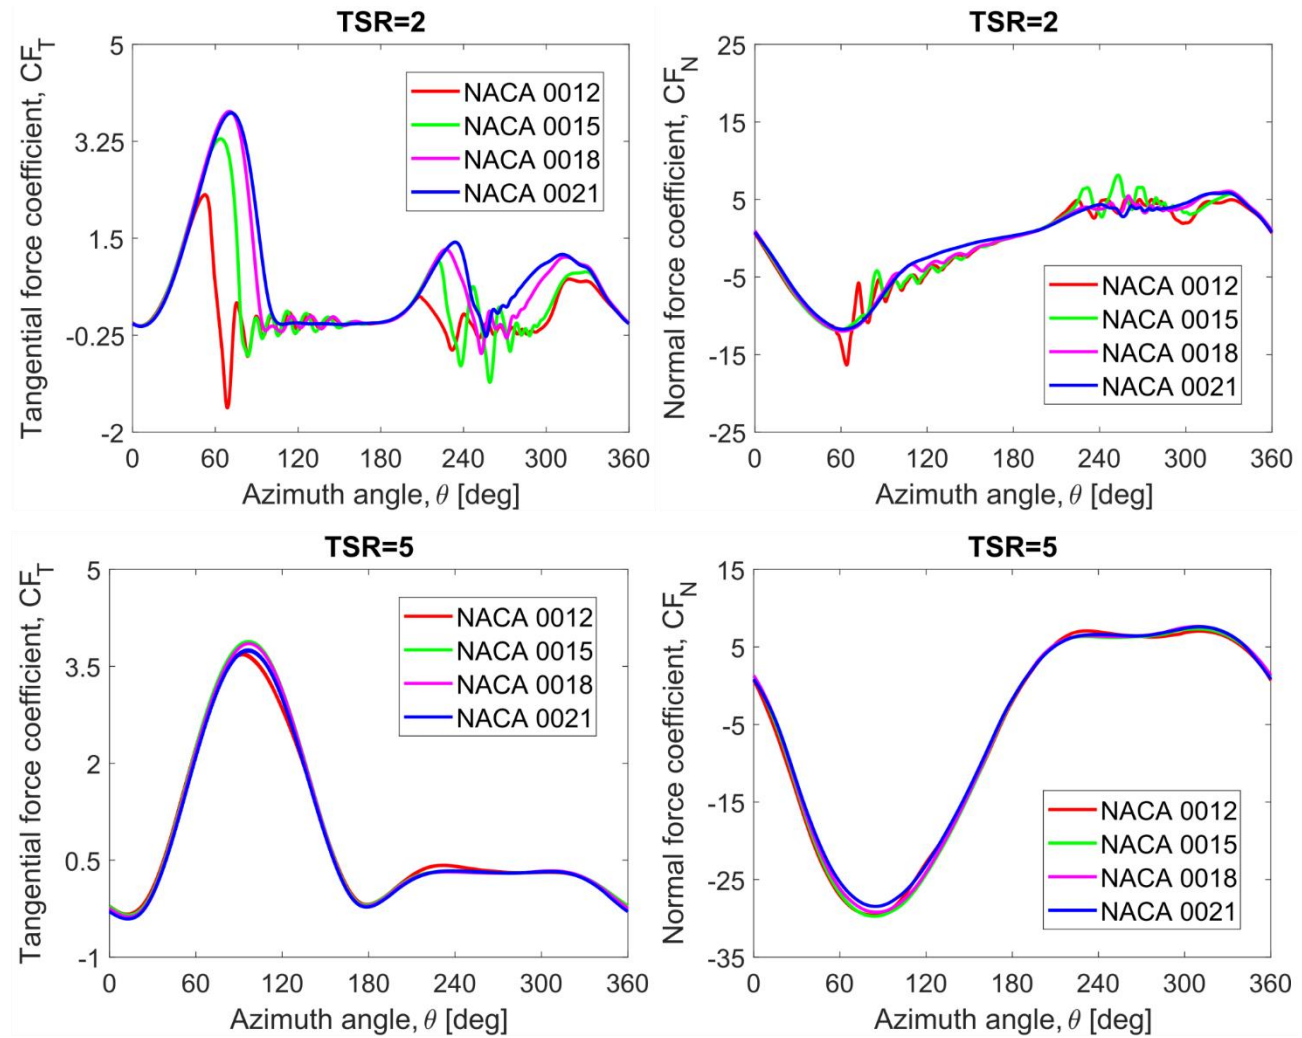 TSR=2
Tangential force coefficient, CF_T
5
3.25
1.5
-0.25
-2
NACA 0012
NACA 0015
NACA 0018
NACA 0021
0 60 120 180 240 300 360
Azimuth angle, θ [deg]
TSR=2
Normal force coefficient, CF_N
25
15
5
-5
-15
-25
NACA 0012
NACA 0015
NACA 0018
NACA 0021
0 60 120 180 240 300 360
Azimuth angle, θ [deg]
TSR=5
Tangential force coefficient, CF_T
5
3.5
2
0.5
-1
NACA 0012
NACA 0015
NACA 0018
NACA 0021
0 60 120 180 240 300 360
Azimuth angle, θ [deg]
TSR=5
Normal force coefficient, CF_N
15
5
-5
-15
-25
-35
NACA 0012
NACA 0015
NACA 0018
NACA 0021
0 60 120 180 240 300 360
Azimuth angle, θ [deg]